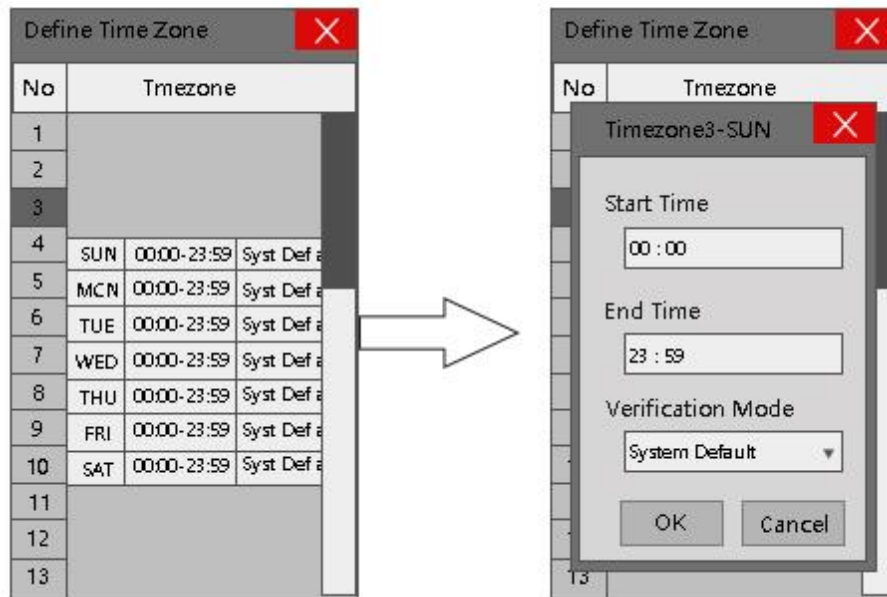 Define Time Zone
No Tmezone
1
2
3
4 SUN 00:00-23:59 Syst Def a
5 MCN 00:00-23:59 Syst Def a
6 TUE 00:00-23:59 Syst Def a
7 WED 00:00-23:59 Syst Def a
8 THU 00:00-23:59 Syst Def a
9 FRI 00:00-23:59 Syst Def a
10 SAT 00:00-23:59 Syst Def a
11
12
13
Define Time Zone
No Tmezone
Timezone3-SUN
Start Time
00 : 00
End Time
23 : 59
Verification Mode
System Default
OK Cancel
13